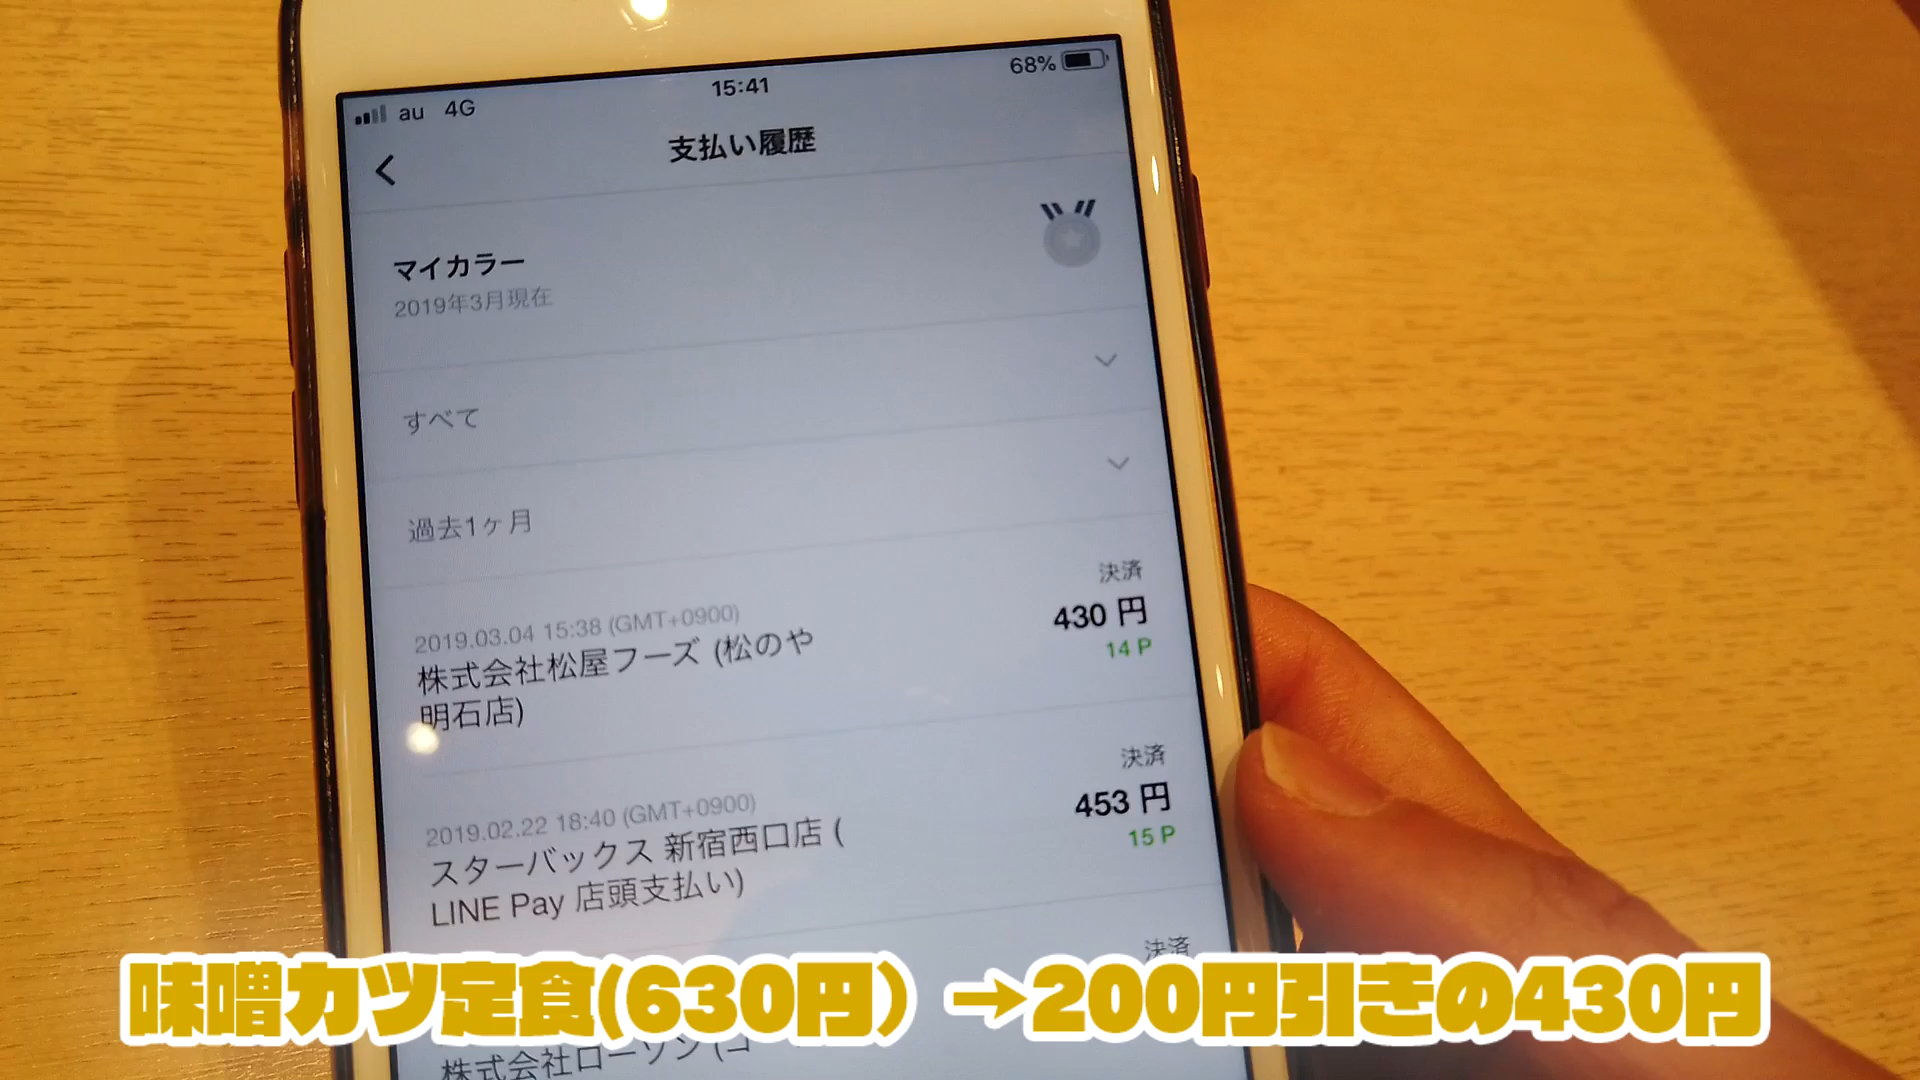 au 4G 15:41 68%
支払い履歴
マイカラー
2019年3月現在
すべて
過去1ヶ月
決済
2019.03.04 15:38 (GMT+0900) 430 円
株式会社松屋フーズ (松のや 14 P
明石店)
決済
2019.02.22 18:40 (GMT+0900) 453 円
スターバックス 新宿西口店 ( 15 P
LINE Pay 店頭支払い)
決済
味噌カツ定食(630円）→200円引きの430円
株式会社ローソン (コ